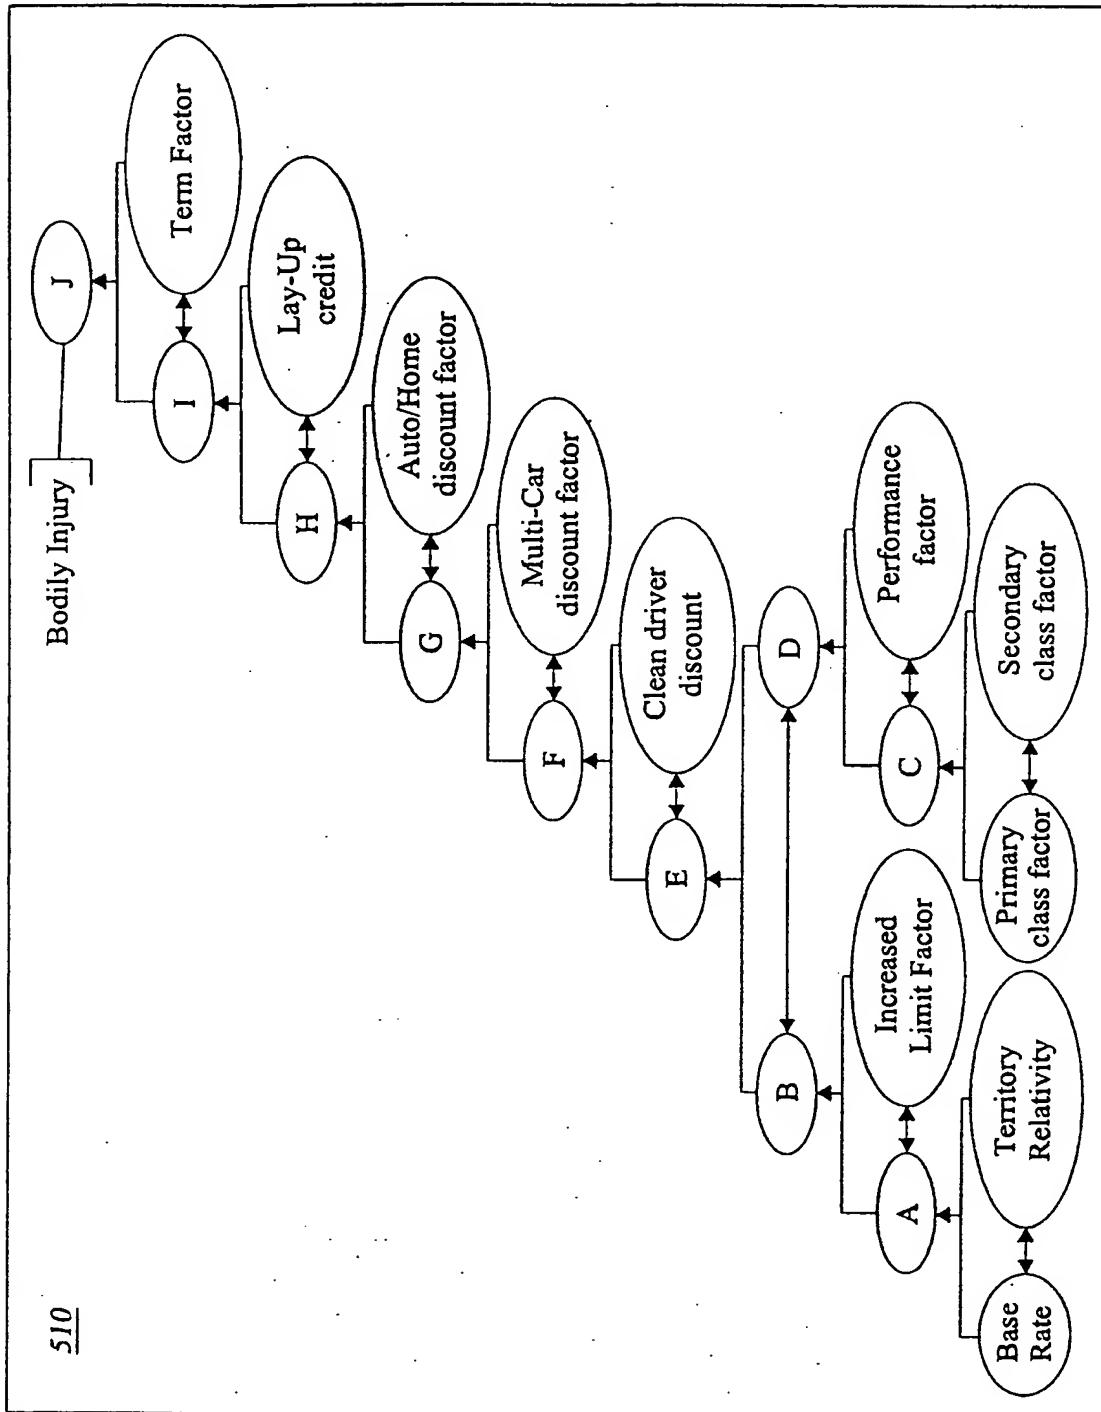 510
Bodily Injury
J
I
Term Factor
H
Lay-Up
credit
G
Auto/Home
discount factor
F
Multi-Car
discount factor
E
Clean driver
discount
B
D
A
Increased
Limit Factor
C
Performance
factor
Base
Rate
Territory
Relativity
Primary
class factor
Secondary
class factor